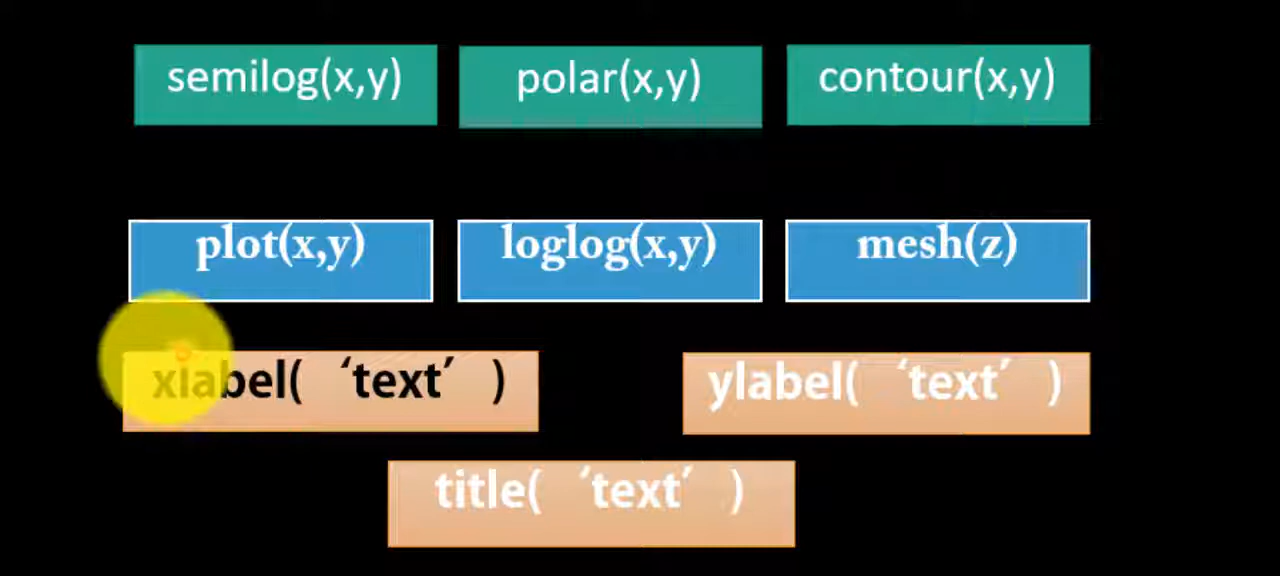 semilog(x,y) polar(x,y) contour(x,y)
plot(x,y) loglog(x,y) mesh(z)
xlabel( ‘text’ ) ylabel( ‘text’ )
title( ‘text’ )